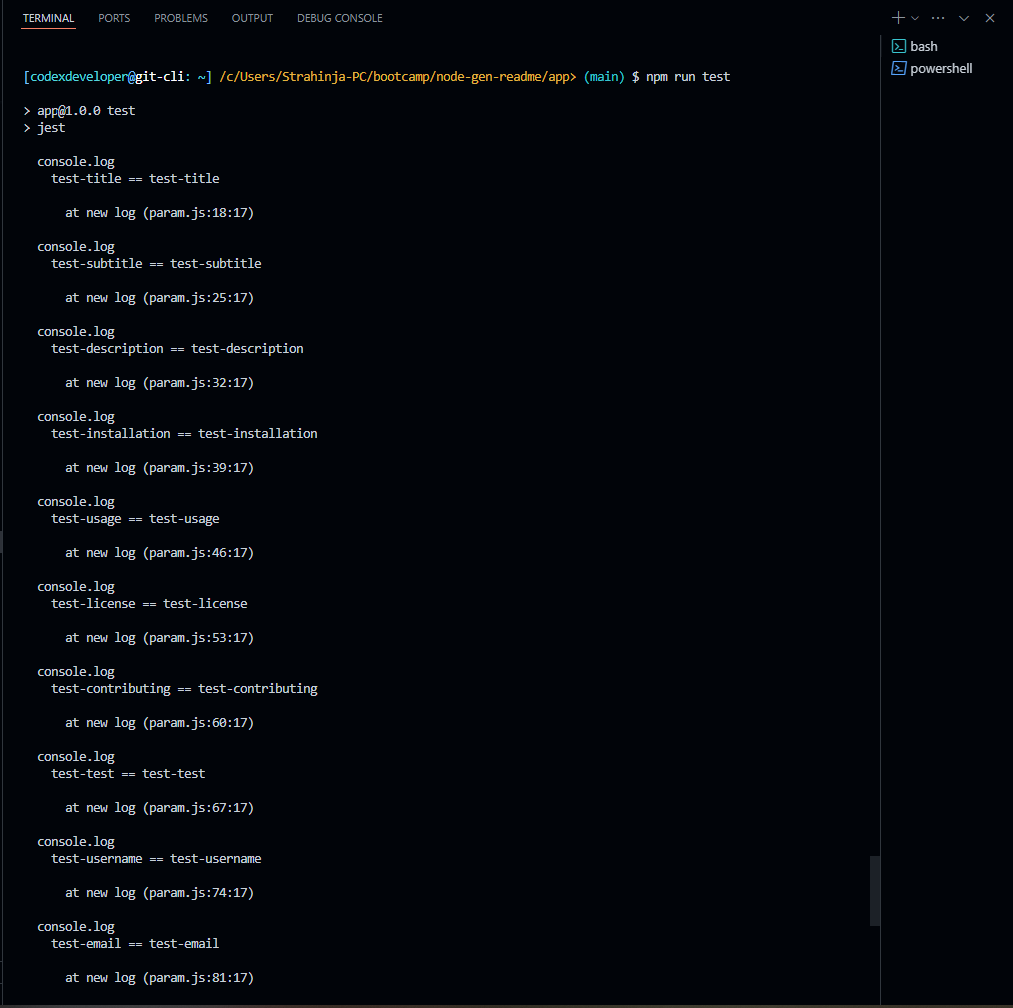 TERMINAL PORTS PROBLEMS OUTPUT DEBUG CONSOLE
bash
powershell
[codexdeveloper@git-cli: ~] /c/Users/Strahinja-PC/bootcamp/node-gen-readme/app> (main) $ npm run test
> app@1.0.0 test
> jest
console.log
test-title == test-title
at new log (param.js:18:17)
console.log
test-subtitle == test-subtitle
at new log (param.js:25:17)
console.log
test-description == test-description
at new log (param.js:32:17)
console.log
test-installation == test-installation
at new log (param.js:39:17)
console.log
test-usage == test-usage
at new log (param.js:46:17)
console.log
test-license == test-license
at new log (param.js:53:17)
console.log
test-contributing == test-contributing
at new log (param.js:60:17)
console.log
test-test == test-test
at new log (param.js:67:17)
console.log
test-username == test-username
at new log (param.js:74:17)
console.log
test-email == test-email
at new log (param.js:81:17)